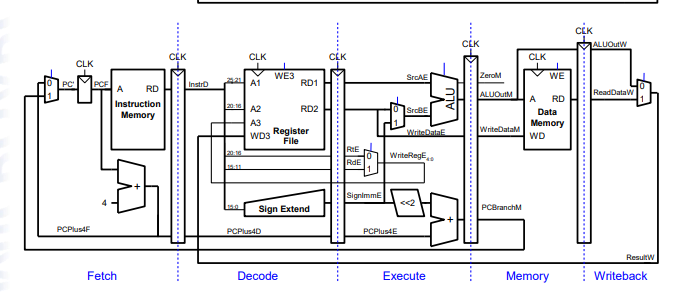 CLK
CLK
CLK
CLK
CLK
CLK
CLK
0
1
PC'
PCF
A
RD
Instruction
Memory
InstrD
25:21
A1
WE3
RD1
20:16
A2
RD2
A3
WD3
Register
File
SrcAE
0
1
SrcBE
ALU
ZeroM
ALUOutM
WriteDataE
WriteDataM
A
WE
RD
Data
Memory
WD
ALUOutW
ReadDataW
0
1
20:16
15:11
RtE
RdE
0
1
WriteRegE4:0
15:0
Sign Extend
SignImmE
<<2
+
4
+
PCBranchM
PCPlus4F
PCPlus4D
PCPlus4E
ResultW
Fetch
Decode
Execute
Memory
Writeback